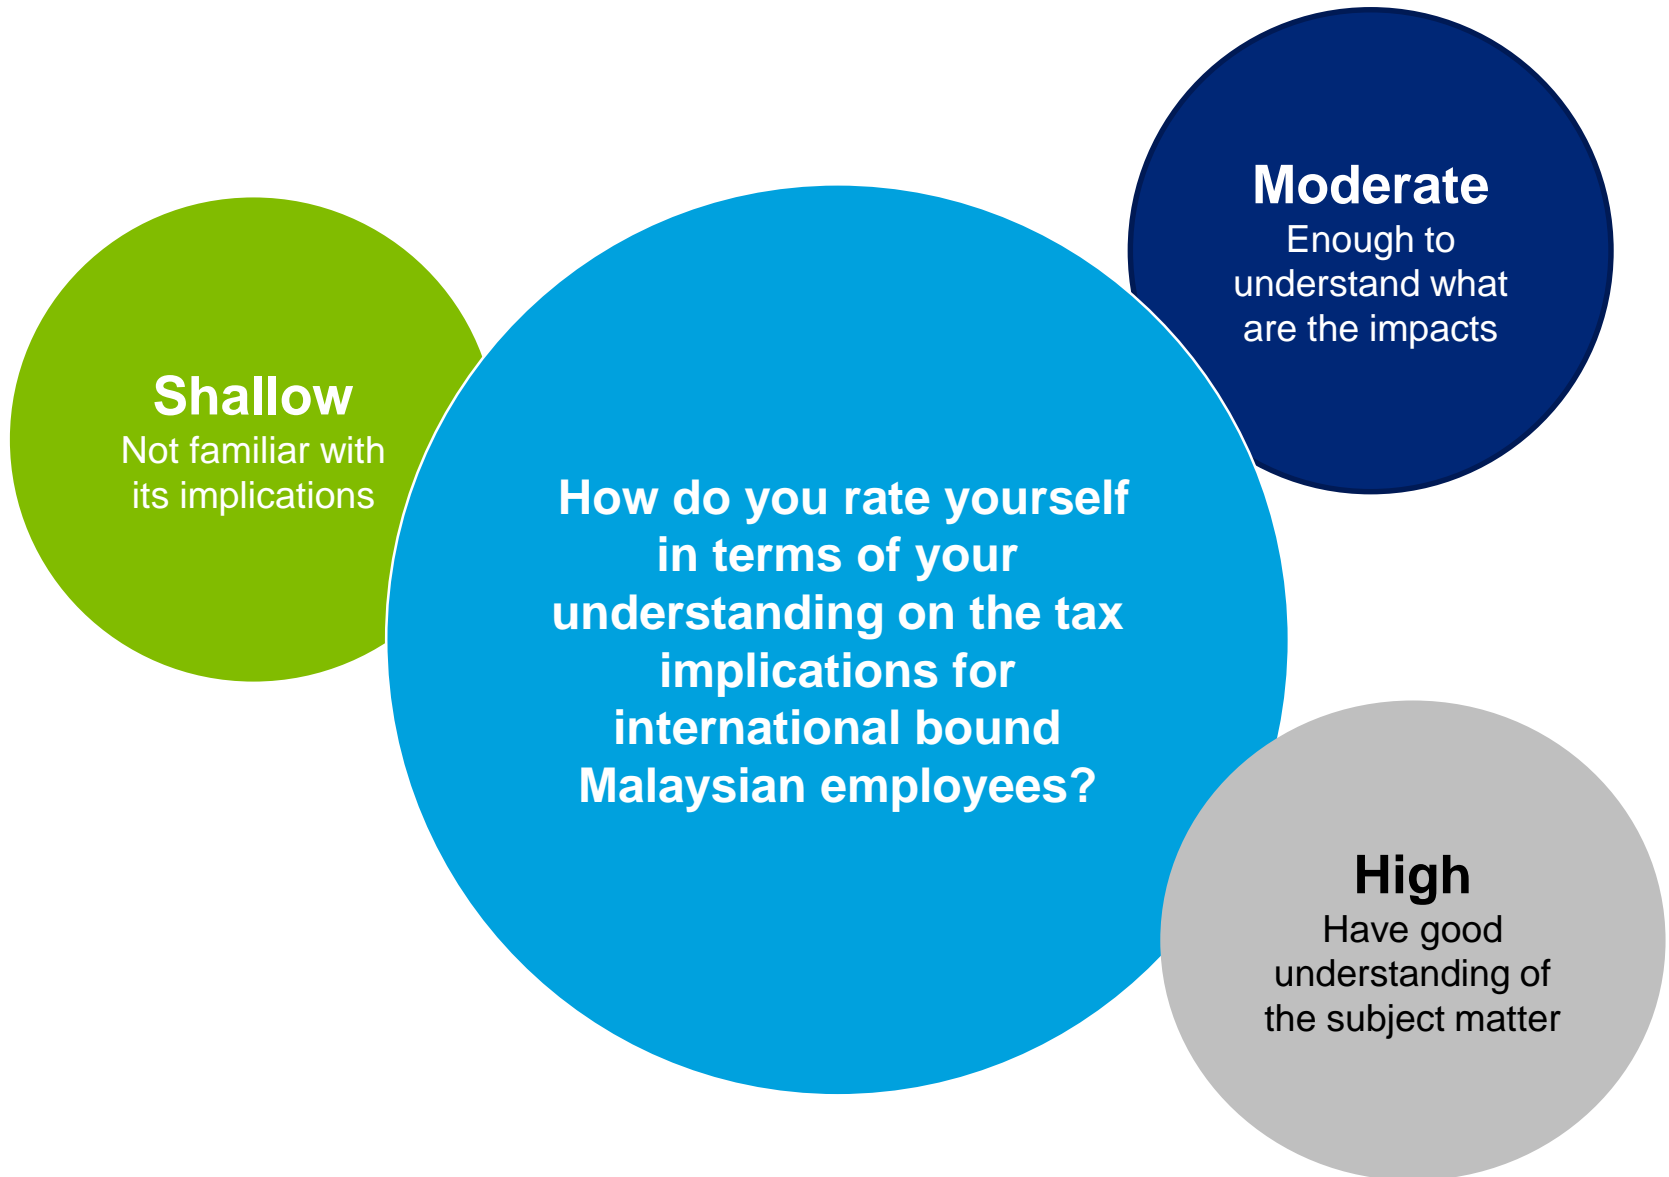 Moderate
Enough to
understand what
are the impacts
Shallow
Not familiar with
its implications
How do you rate yourself
in terms of your
understanding on the tax
implications for
international bound
Malaysian employees?
High
Have good
understanding of
the subject matter